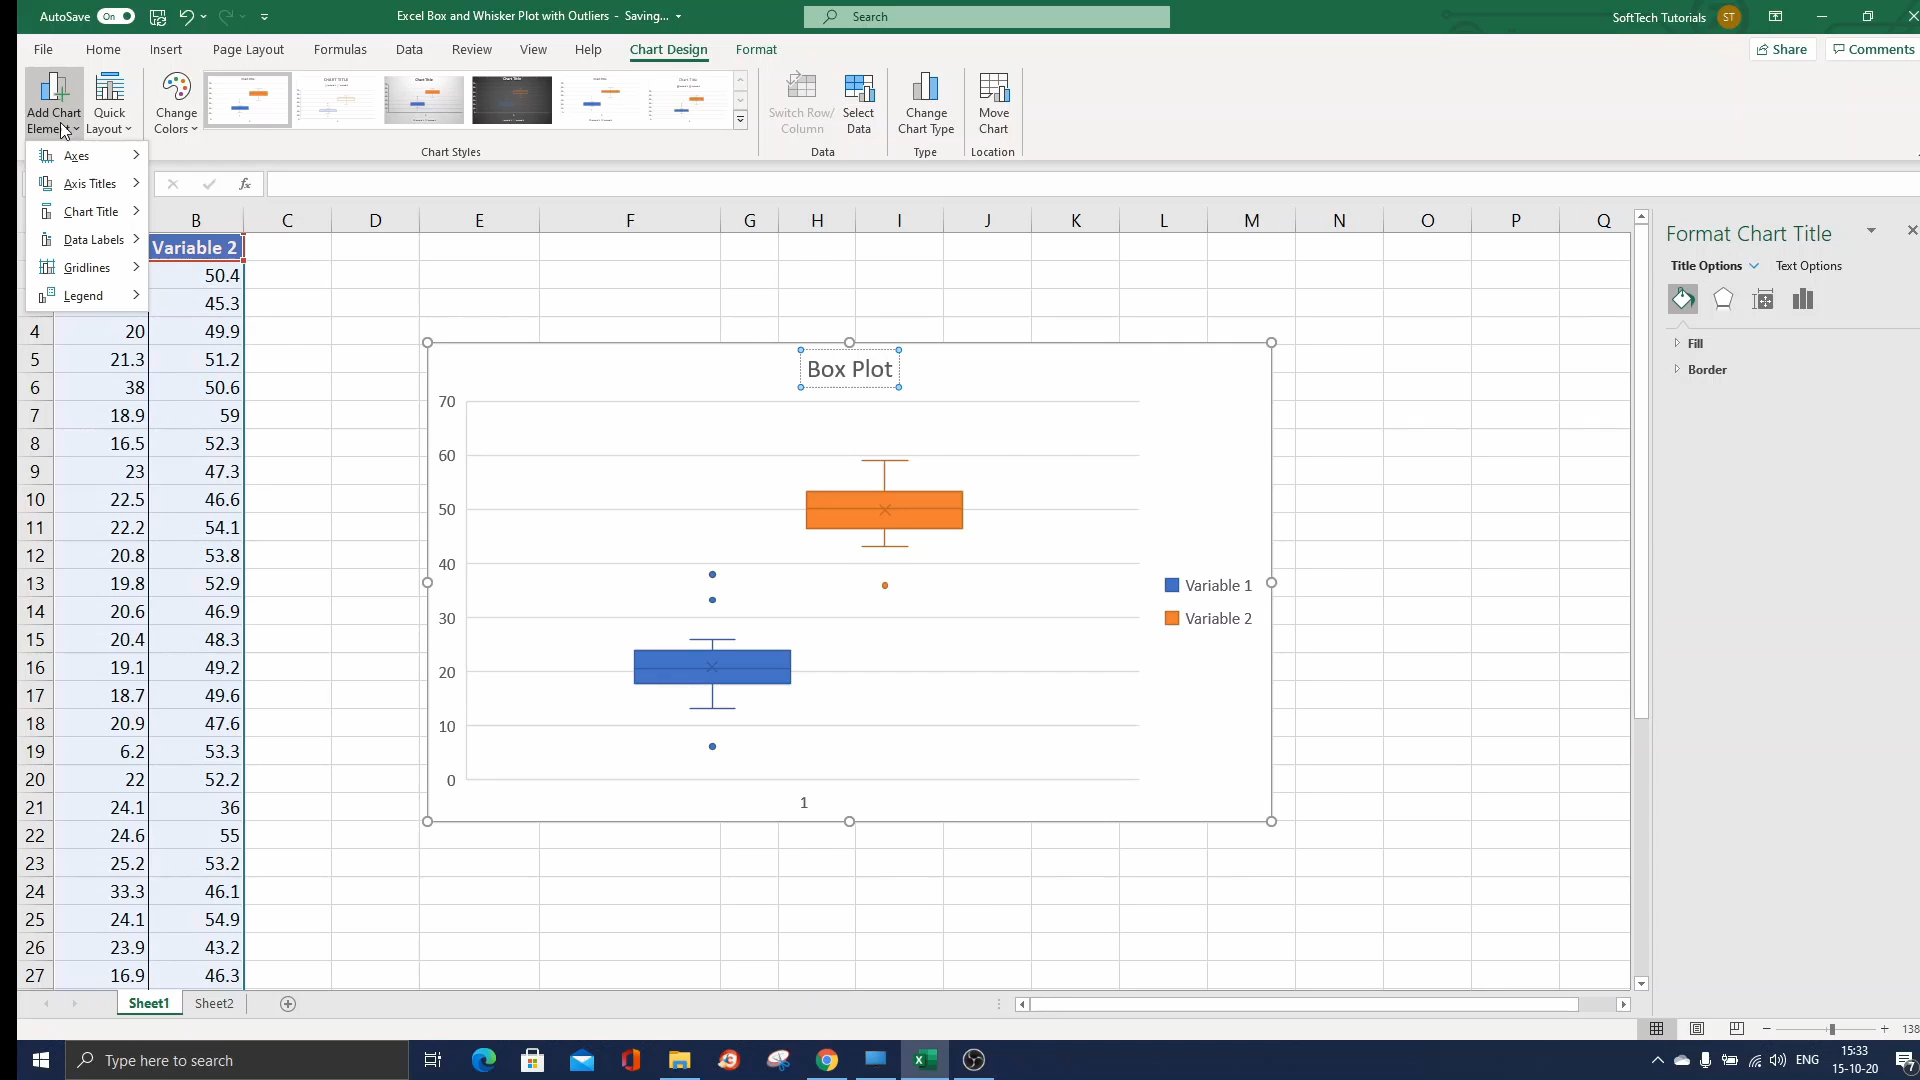 AutoSave On
Excel Box and Whisker Plot with Outliers - Saving...
Search
SoftTech Tutorials ST
File Home Insert Page Layout Formulas Data Review View Help Chart Design Format
Share Comments
Add Chart Element
Quick Layout
Change Colors
Switch Row/ Column
Select Data
Change Chart Type
Move Chart
Chart Styles
Data
Type
Location
Axes
Axis Titles
Chart Title
Data Labels
Gridlines
Legend
fx
B C D E F G H I J K L M N O P Q
Variable 2
50.4
45.3
4 20 49.9
5 21.3 51.2
6 38 50.6
7 18.9 59
8 16.5 52.3
9 23 47.3
10 22.5 46.6
11 22.2 54.1
12 20.8 53.8
13 19.8 52.9
14 20.6 46.9
15 20.4 48.3
16 19.1 49.2
17 18.7 49.6
18 20.9 47.6
19 6.2 53.3
20 22 52.2
21 24.1 36
22 24.6 55
23 25.2 53.2
24 33.3 46.1
25 24.1 54.9
26 23.9 43.2
27 16.9 46.3
Box Plot
70
60
50
40
30
20
10
0
1
Variable 1
Variable 2
Format Chart Title
Title Options Text Options
Fill
Border
Sheet1 Sheet2
138
Type here to search
ENG
15:33
15-10-20
7